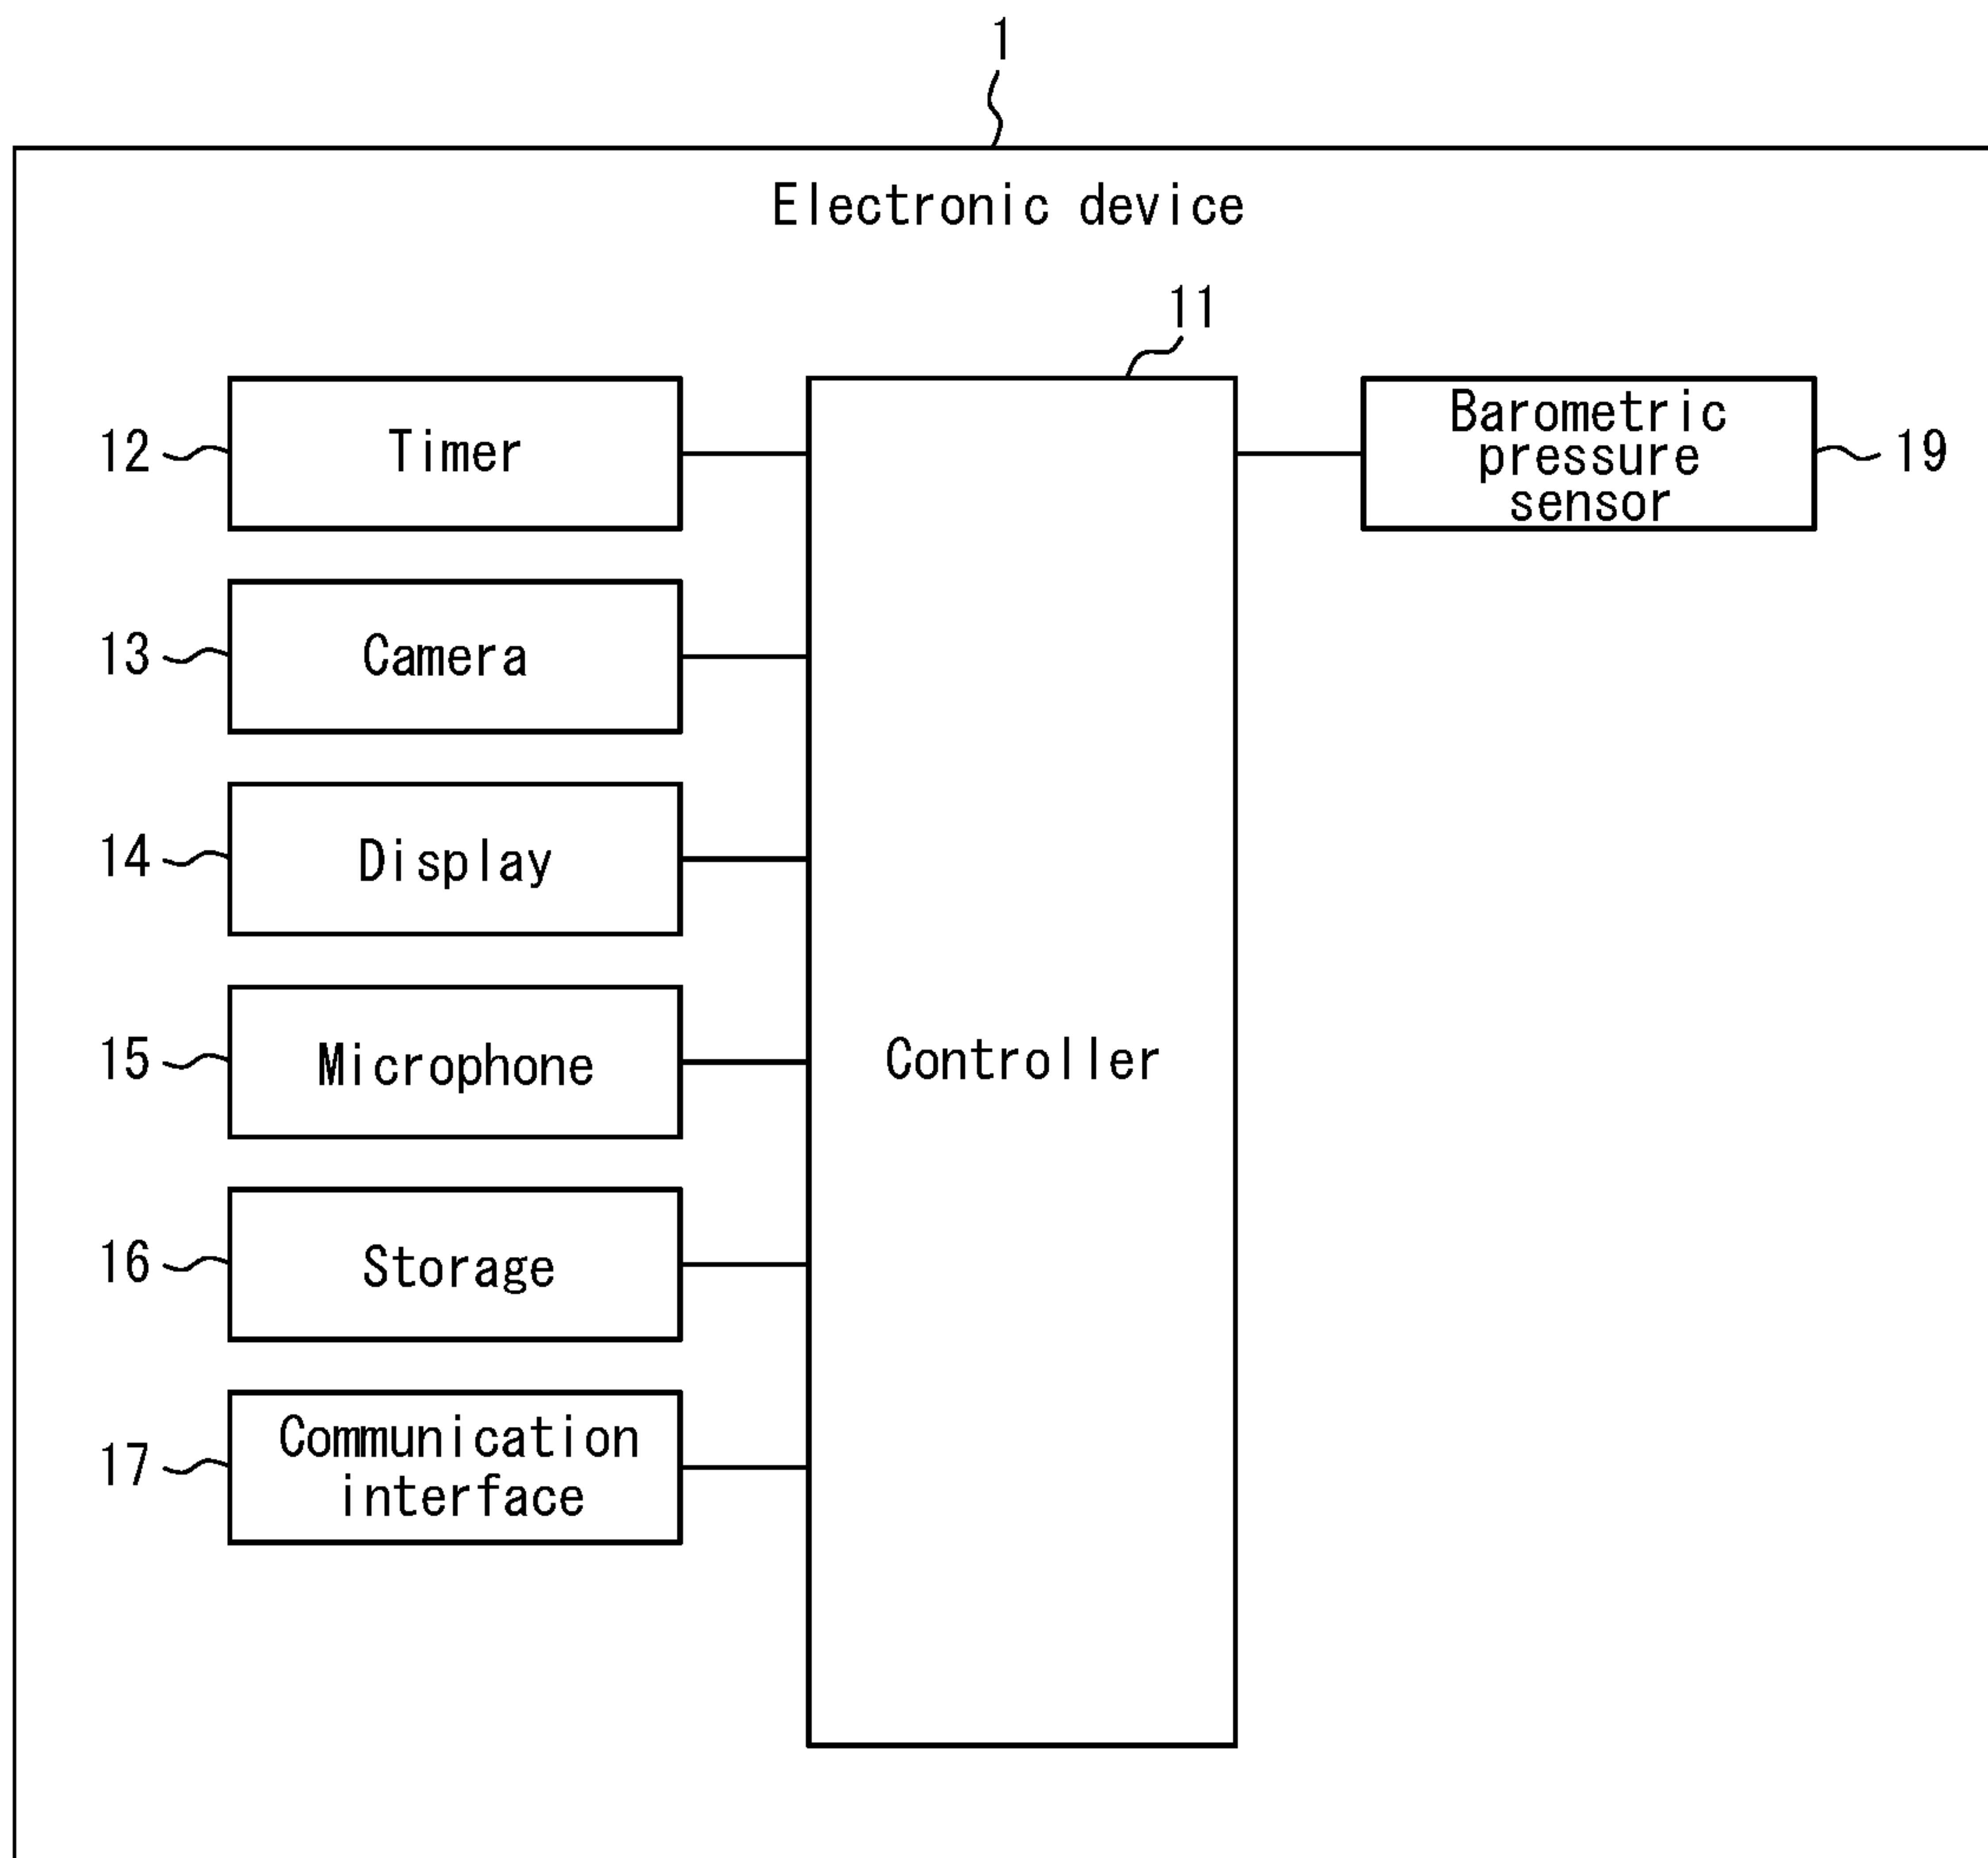 1
Electronic device
11
12
Timer
Barometric
pressure
sensor
19
13
Camera
14
Display
15
Microphone
Controller
16
Storage
17
Communication
interface